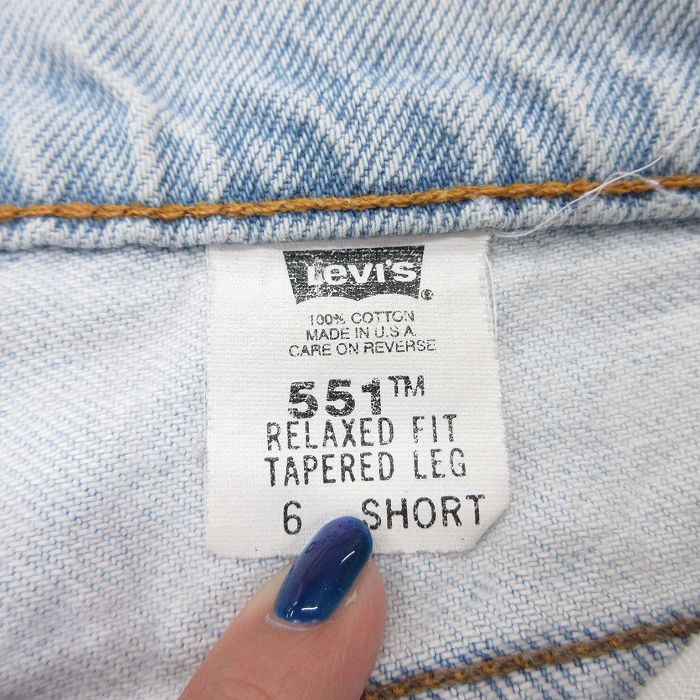 Levi's®
100% COTTON
MADE IN U.S.A.
CARE ON REVERSE
551™
RELAXED FIT
TAPERED LEG
6 SHORT